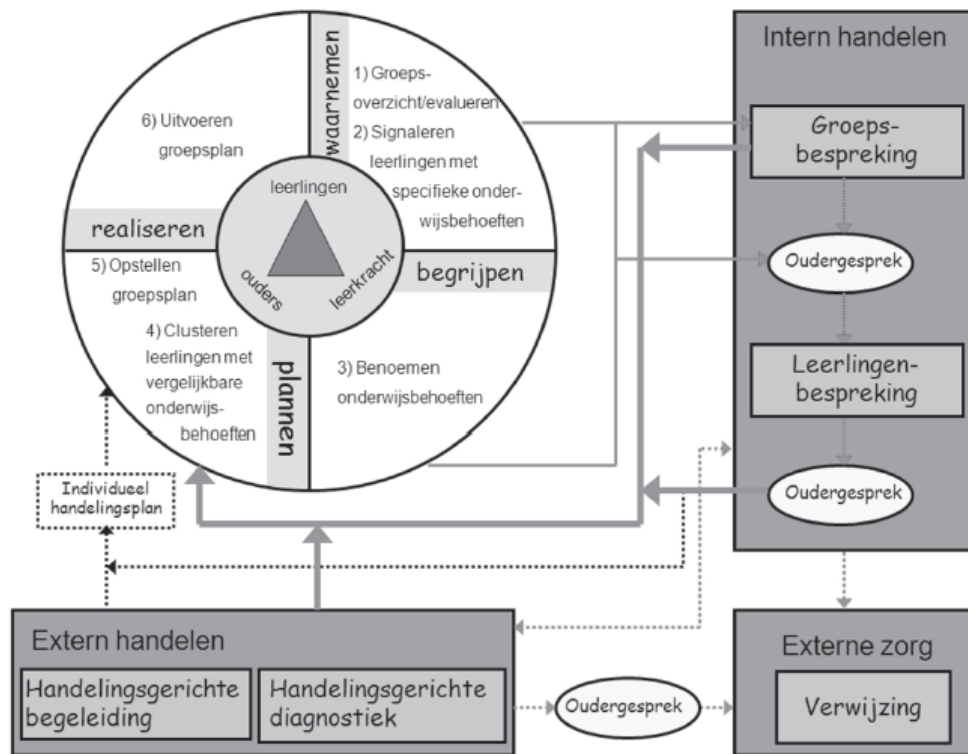 waarnemen
1) Groeps-
overzicht/evalueren
2) Signaleren
leerlingen met
specifieke onder-
wijsbehoeften
begrijpen
3) Benoemen
onderwijsbehoeften
plannen
4) Clusteren
leerlingen met
vergelijkbare
onderwijs-
behoeften
5) Opstellen
groepsplan
realiseren
6) Uitvoeren
groepsplan
leerlingen
ouders
leerkracht
Individueel
handelingsplan
Intern handelen
Groeps-
bespreking
Oudergesprek
Leerlingen-
bespreking
Oudergesprek
Extern handelen
Handelingsgerichte
begeleiding
Handelingsgerichte
diagnostiek
Oudergesprek
Externe zorg
Verwijzing